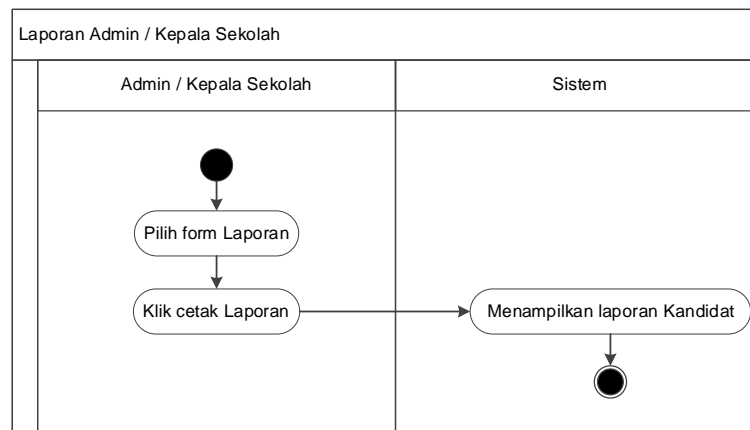 Laporan Admin / Kepala Sekolah
Admin / Kepala Sekolah
Sistem
Pilih form Laporan
Klik cetak Laporan
Menampilkan laporan Kandidat